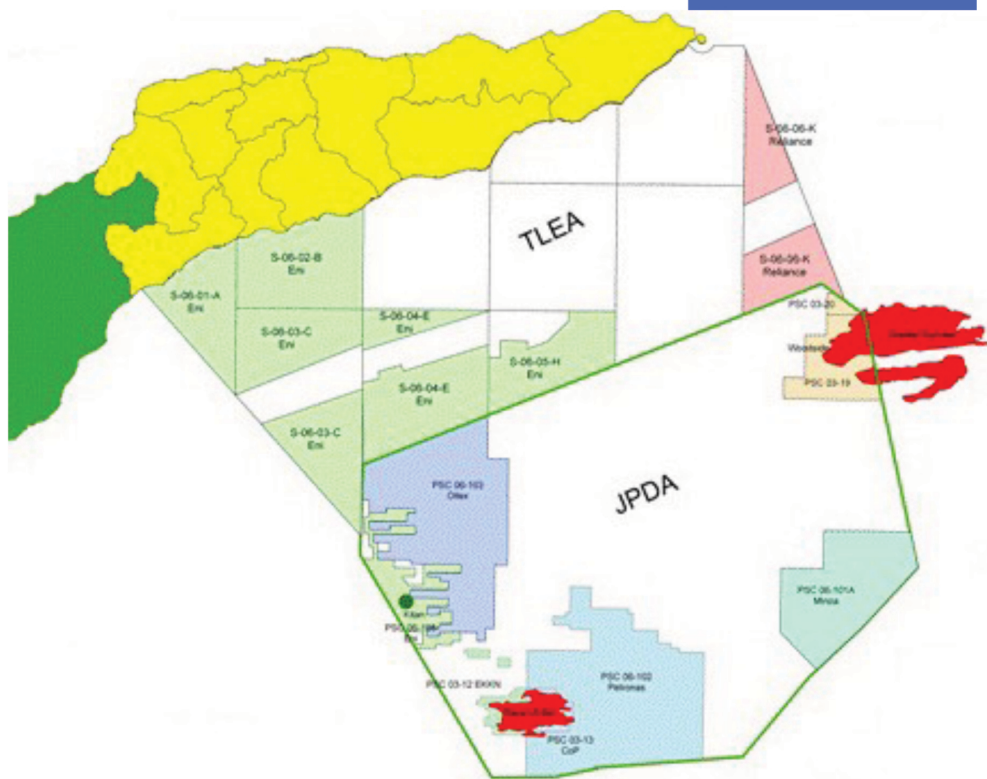 S-06-06-K
Reliance
TLEA
S-06-02-B
Eni
S-06-06-K
Reliance
S-06-01-A
Eni
PSC 03-20
S-06-04-E
Eni
S-06-03-C
Eni
Woodside
S-06-05-H
Eni
PSC 03-19
S-06-04-E
Eni
S-06-03-C
Eni
JPDA
PSC 06-103
Oilex
PSC 06-101A
Minza
Kitan
Eni
PSC 03-12
PSC 06-102
Petronas
PSC 03-13
CoP